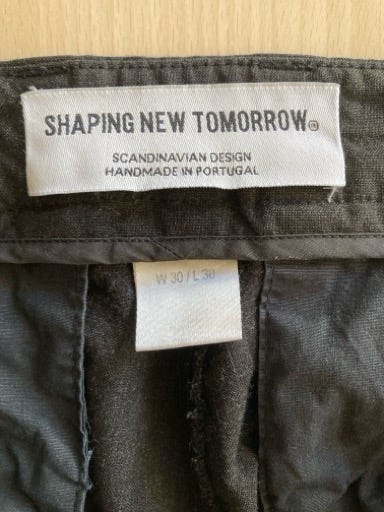 SHAPING NEW TOMORROW®
SCANDINAVIAN DESIGN
HANDMADE IN PORTUGAL
W 30 / L 30